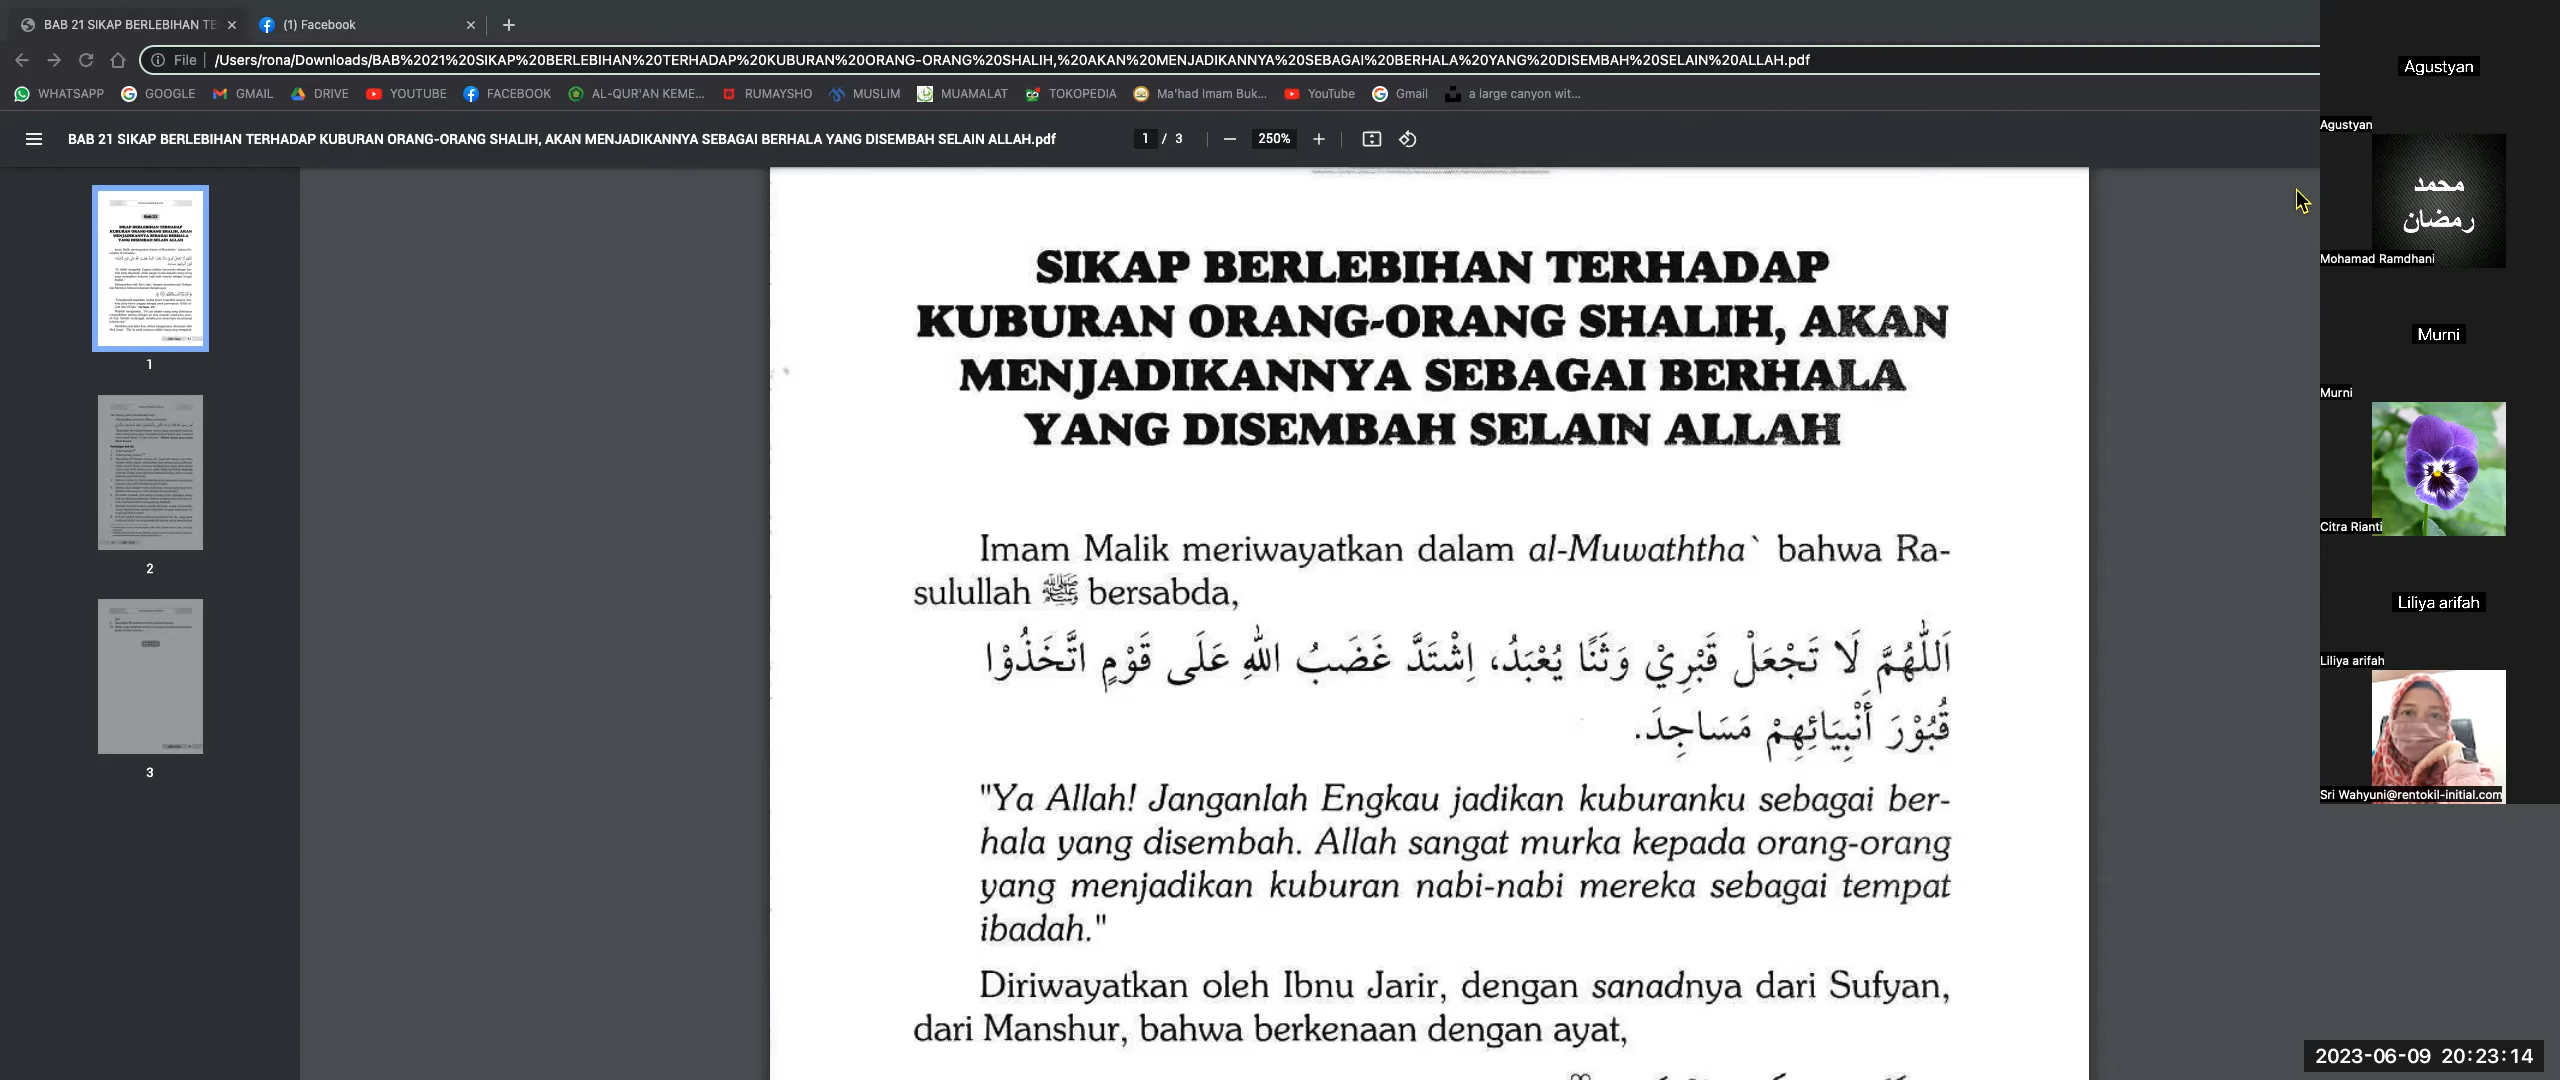 BAB 21 SIKAP BERLEBIHAN TE
(1) Facebook
File
/Users/rona/Downloads/BAB%2021%20SIKAP%20BERLEBIHAN%20TERHADAP%20KUBURAN%20ORANG-ORANG%20SHALIH,%20AKAN%20MENJADIKANNYA%20SEBAGAI%20BERHALA%20YANG%20DISEMBAH%20SELAIN%20ALLAH.pdf
WHATSAPP GOOGLE GMAIL DRIVE YOUTUBE FACEBOOK AL-QUR'AN KEME... RUMAYSHO MUSLIM MUAMALAT TOKOPEDIA Ma'had Imam Buk... YouTube Gmail a large canyon wit...
BAB 21 SIKAP BERLEBIHAN TERHADAP KUBURAN ORANG-ORANG SHALIH, AKAN MENJADIKANNYA SEBAGAI BERHALA YANG DISEMBAH SELAIN ALLAH.pdf
1 / 3
250%
1
2
3
SIKAP BERLEBIHAN TERHADAP
KUBURAN ORANG-ORANG SHALIH, AKAN
MENJADIKANNYA SEBAGAI BERHALA
YANG DISEMBAH SELAIN ALLAH
Imam Malik meriwayatkan dalam al-Muwaththa` bahwa Ra-
sulullah ﷺ bersabda,
اَللّٰهُمَّ لَا تَجْعَلْ قَبْرِيْ وَثَنًا يُعْبَدُ، اِشْتَدَّ غَضَبُ اللهِ عَلَى قَوْمٍ اتَّخَذُوْا
قُبُوْرَ أَنْبِيَائِهِمْ مَسَاجِدَ.
"Ya Allah! Janganlah Engkau jadikan kuburanku sebagai ber-
hala yang disembah. Allah sangat murka kepada orang-orang
yang menjadikan kuburan nabi-nabi mereka sebagai tempat
ibadah."
Diriwayatkan oleh Ibnu Jarir, dengan sanadnya dari Sufyan,
dari Manshur, bahwa berkenaan dengan ayat,
Agustyan
Agustyan
محمد
رمضان
Mohamad Ramdhani
Murni
Murni
Citra Rianti
Liliya arifah
Liliya arifah
Sri Wahyuni@rentokil-initial.com
2023-06-09 20:23:14